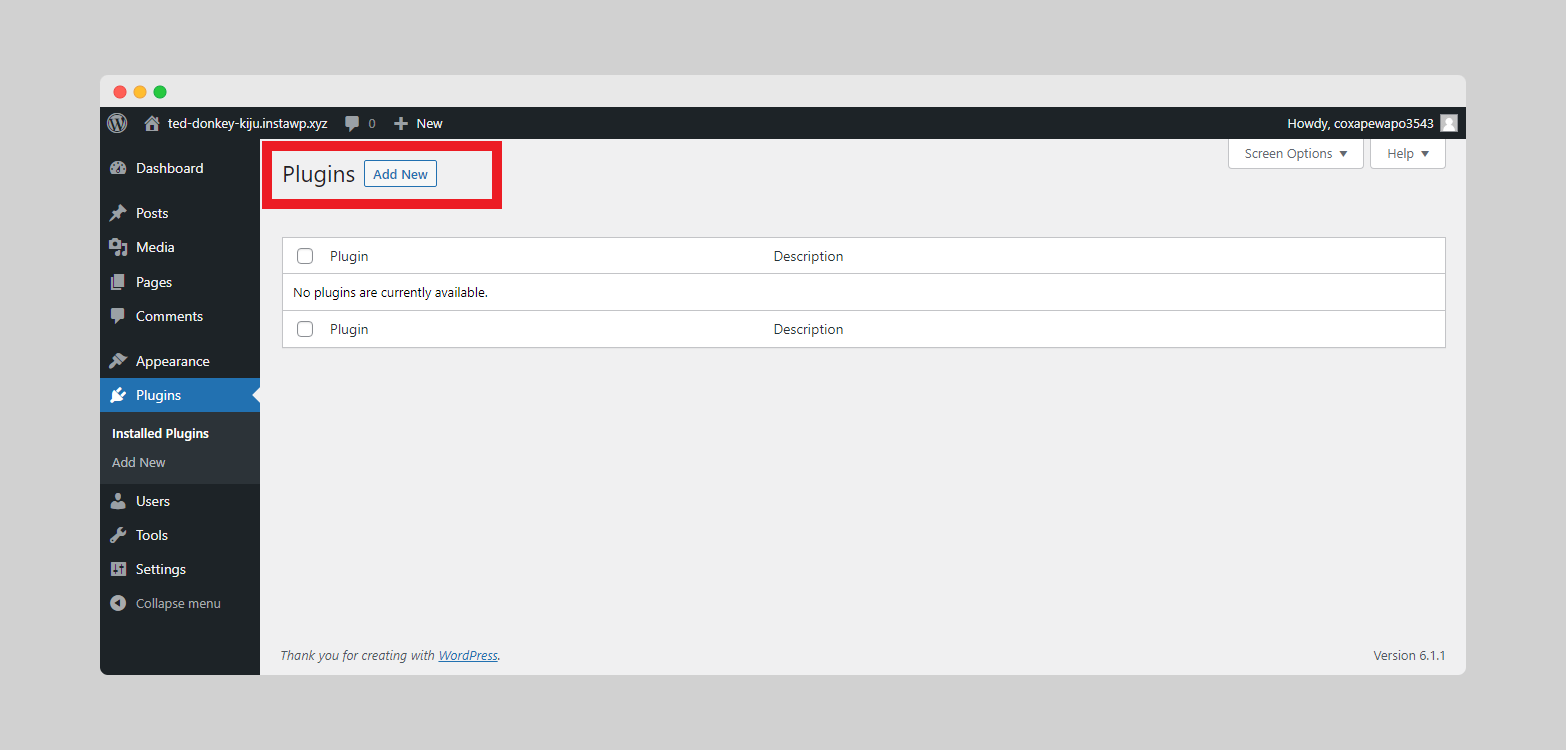 ted-donkey-kiju.instawp.xyz 0 New Howdy, coxapewapo3543
Dashboard
Posts
Media
Pages
Comments
Appearance
Plugins
Installed Plugins
Add New
Users
Tools
Settings
Collapse menu
Screen Options Help
Plugins Add New
Plugin Description
No plugins are currently available.
Plugin Description
Thank you for creating with WordPress. Version 6.1.1